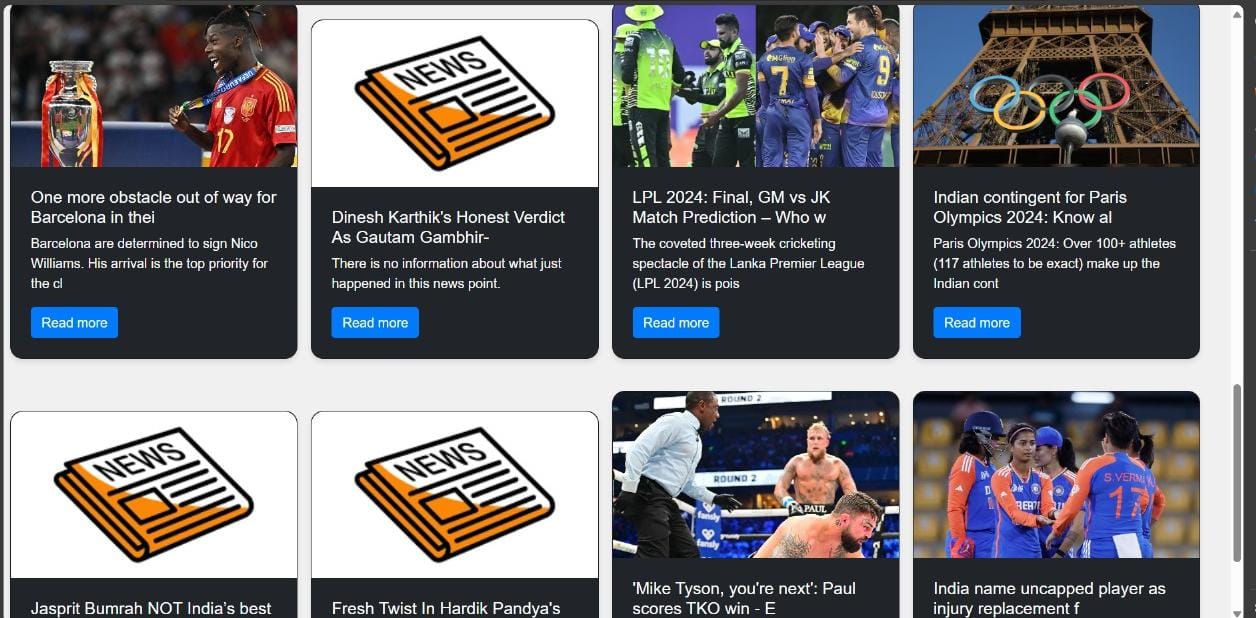 17
NEWS
18
7
9
One more obstacle out of way for
Barcelona in thei
Barcelona are determined to sign Nico
Williams. His arrival is the top priority for
the cl
Read more
Dinesh Karthik's Honest Verdict
As Gautam Gambhir-
There is no information about what just
happened in this news point.
Read more
LPL 2024: Final, GM vs JK
Match Prediction – Who w
The coveted three-week cricketing
spectacle of the Lanka Premier League
(LPL 2024) is pois
Read more
Indian contingent for Paris
Olympics 2024: Know al
Paris Olympics 2024: Over 100+ athletes
(117 athletes to be exact) make up the
Indian cont
Read more
NEWS
NEWS
ROUND 2
ROUND 2
PAUL
fansly
fansly
S.VERMA
17
Jasprit Bumrah NOT India's best
Fresh Twist In Hardik Pandya's
'Mike Tyson, you're next': Paul
scores TKO win - E
India name uncapped player as
injury replacement f